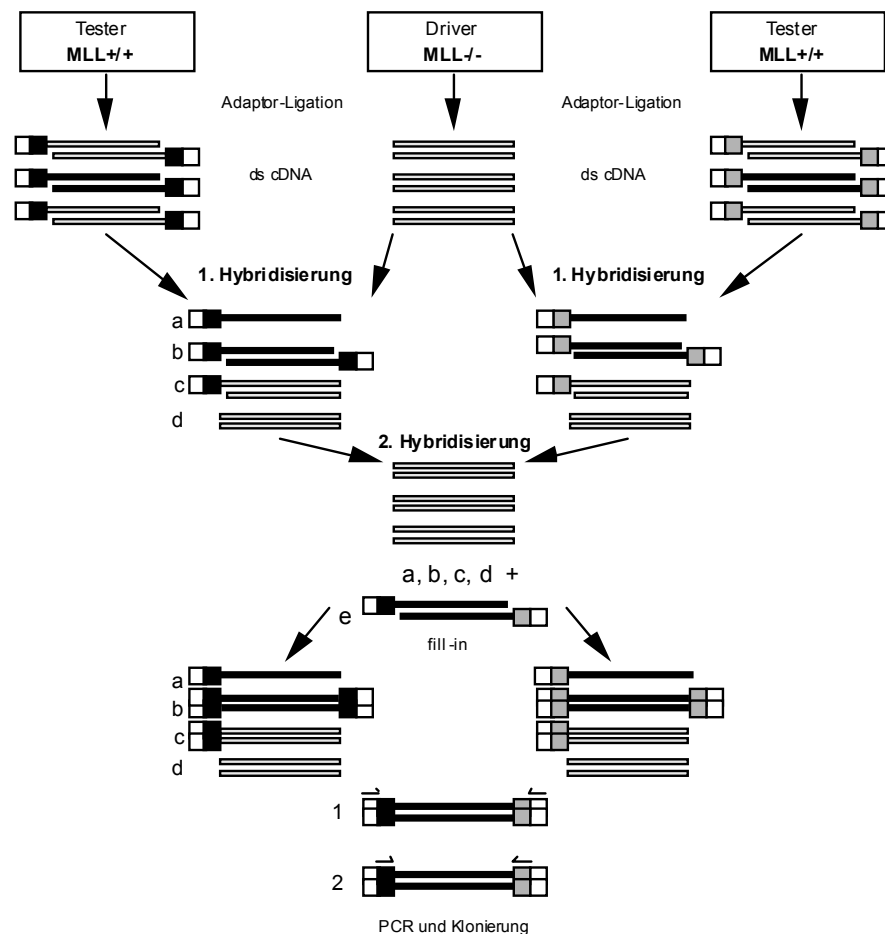 Tester
MLL+/+
Driver
MLL-/-
Tester
MLL+/+
Adaptor-Ligation
Adaptor-Ligation
ds cDNA
ds cDNA
1. Hybridisierung
1. Hybridisierung
a
b
c
d
2. Hybridisierung
a, b, c, d +
e
fill-in
a
b
c
d
1
2
PCR und Klonierung